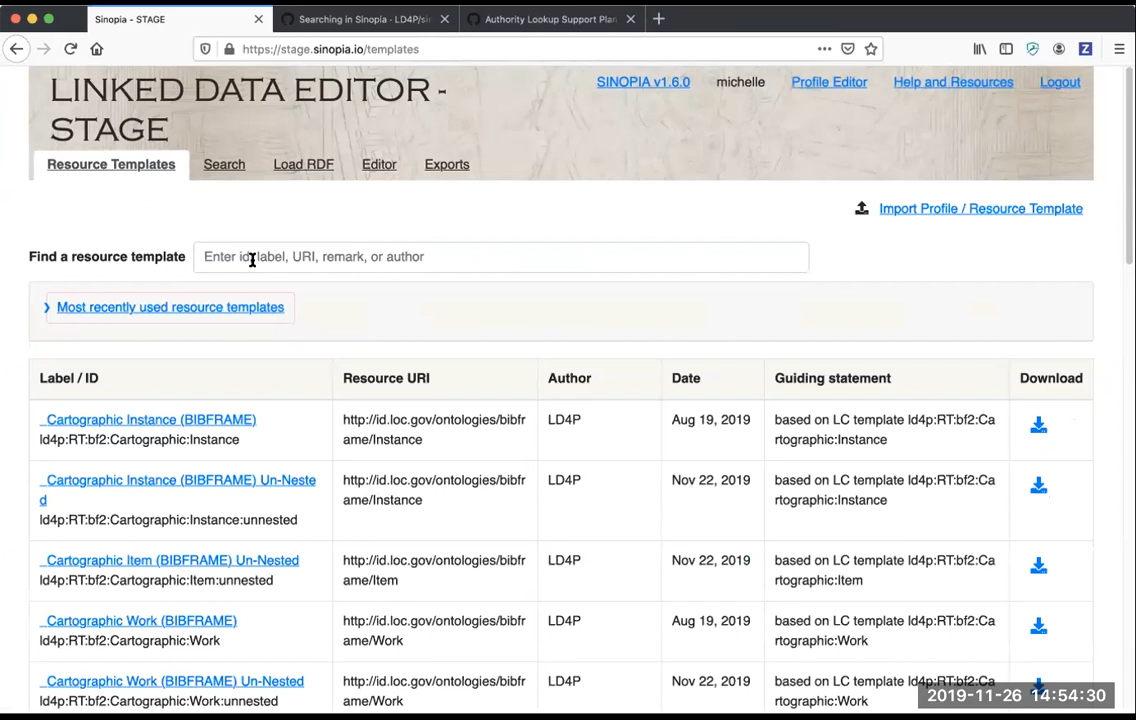 Sinopia - STAGE
Searching in Sinopia · LD4P/si
Authority Lookup Support Plan
https://stage.sinopia.io/templates
LINKED DATA EDITOR -
STAGE
SINOPIA v1.6.0
michelle
Profile Editor
Help and Resources
Logout
Resource Templates
Search
Load RDF
Editor
Exports
Import Profile / Resource Template
Find a resource template
Enter id, label, URI, remark, or author
Most recently used resource templates
Label / ID
Resource URI
Author
Date
Guiding statement
Download
_Cartographic Instance (BIBFRAME)
ld4p:RT:bf2:Cartographic:Instance
http://id.loc.gov/ontologies/bibfr
ame/Instance
LD4P
Aug 19, 2019
based on LC template ld4p:RT:bf2:Ca
rtographic:Instance
_Cartographic Instance (BIBFRAME) Un-Neste
d
ld4p:RT:bf2:Cartographic:Instance:unnested
http://id.loc.gov/ontologies/bibfr
ame/Instance
LD4P
Nov 22, 2019
based on LC template ld4p:RT:bf2:Ca
rtographic:Instance
_Cartographic Item (BIBFRAME) Un-Nested
ld4p:RT:bf2:Cartographic:Item:unnested
http://id.loc.gov/ontologies/bibfr
ame/Item
LD4P
Nov 22, 2019
based on LC template ld4p:RT:bf2:Ca
rtographic:Item
_Cartographic Work (BIBFRAME)
ld4p:RT:bf2:Cartographic:Work
http://id.loc.gov/ontologies/bibfr
ame/Work
LD4P
Aug 19, 2019
based on LC template ld4p:RT:bf2:Ca
rtographic:Work
_Cartographic Work (BIBFRAME) Un-Nested
ld4p:RT:bf2:Cartographic:Work:unnested
http://id.loc.gov/ontologies/bibfr
ame/Work
LD4P
Nov 22, 2019
based on LC template ld4p:RT:bf2:Ca
rtographic:Work
2019-11-26 14:54:30